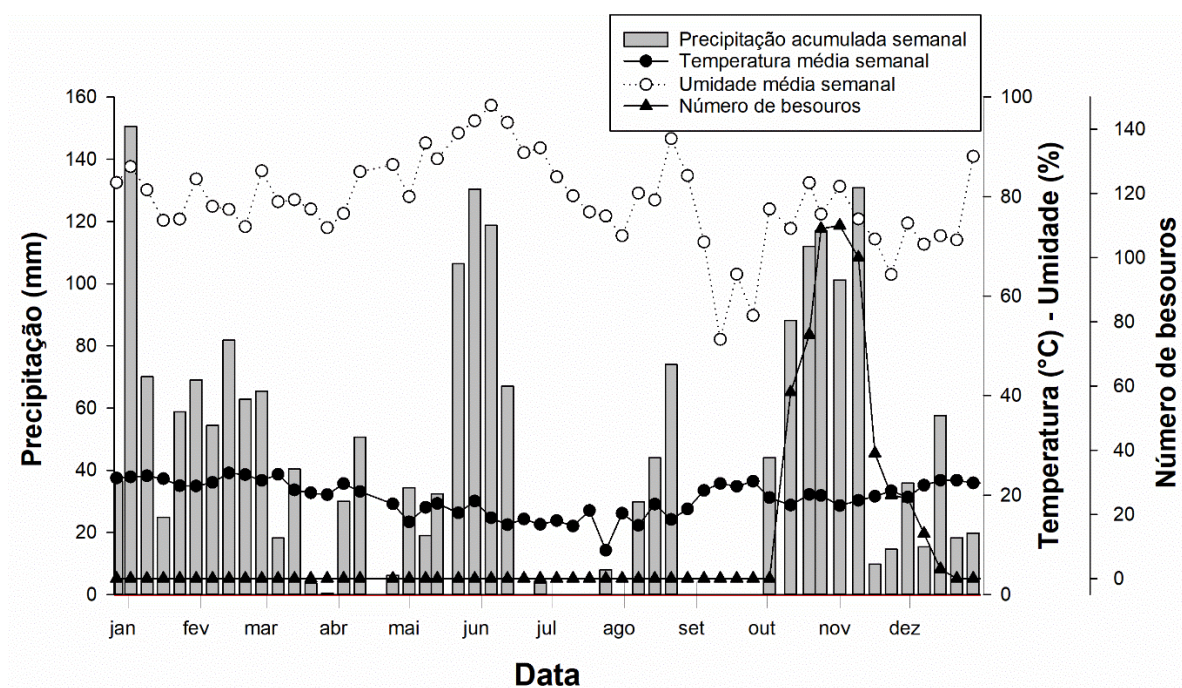 Precipitação acumulada semanal
Temperatura média semanal
Umidade média semanal
Número de besouros
160
140
120
100
80
60
40
20
0
Precipitação (mm)
100
80
60
40
20
0
Temperatura (°C) - Umidade (%)
140
120
100
80
60
40
20
0
Número de besouros
jan fev mar abr mai jun jul ago set out nov dez
Data